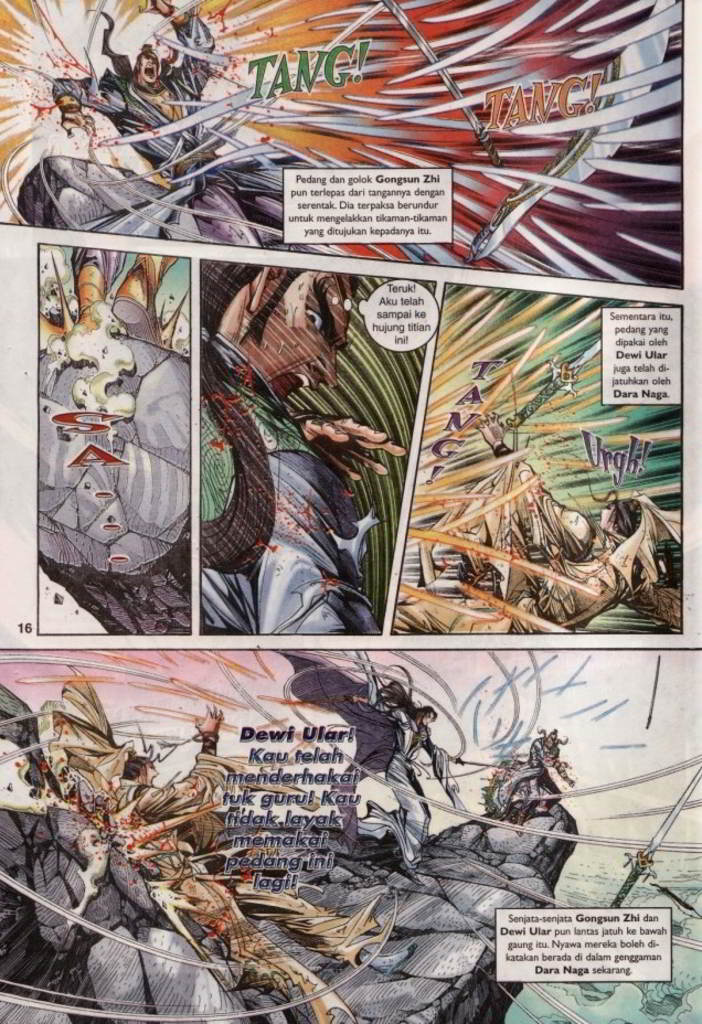 TANG!
TANG!
Pedang dan golok Gongsun Zhi
pun terlepas dari tangannya dengan
serentak. Dia terpaksa berundur
untuk mengelakkan tikaman-tikaman
yang ditujukan kepadanya itu.
SA...
Teruk!
Aku telah
sampai ke
hujung titian
ini!
Sementara itu,
pedang yang
dipakai oleh
Dewi Ular
juga telah di-
jatuhkan oleh
Dara Naga.
TANG!
Urgh!
16
Dewi Ular!
Kau telah
menderhakai
tuk guru! Kau
tidak layak
memakai
pedang ini
lagi!
Senjata-senjata Gongsun Zhi dan
Dewi Ular pun lantas jatuh ke bawah
gaung itu. Nyawa mereka boleh di-
katakan berada di dalam genggaman
Dara Naga sekarang.